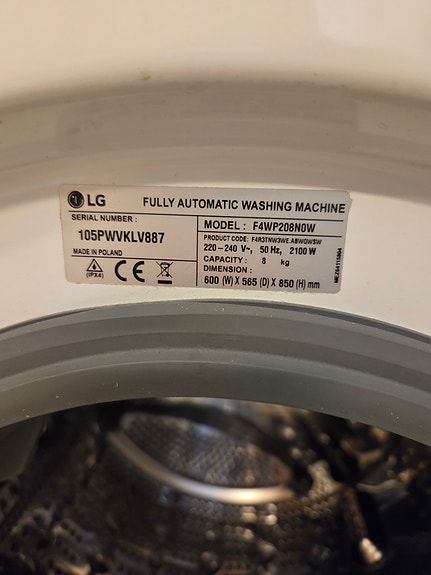 LG FULLY AUTOMATIC WASHING MACHINE
SERIAL NUMBER :
105PWVKLV887
MADE IN POLAND
(IPX4)
CE
MODEL : F4WP208N0W
PRODUCT CODE: F4R3TNW3WE.ABWQWSW
220 – 240 V~, 50 Hz, 2100 W
CAPACITY : 8 kg
DIMENSION :
600 (W) X 565 (D) X 850 (H) mm